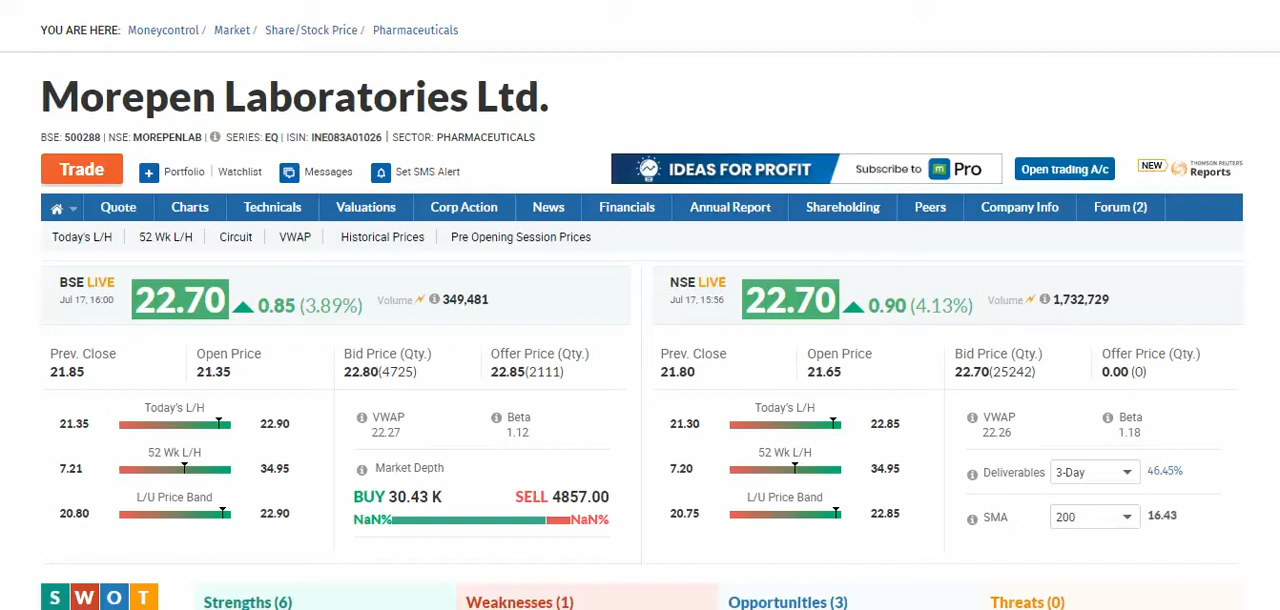 YOU ARE HERE: Moneycontrol / Market / Share/Stock Price / Pharmaceuticals
Morepen Laboratories Ltd.
BSE: 500288 | NSE: MOREPENLAB | SERIES: EQ | ISIN: INE083A01026 | SECTOR: PHARMACEUTICALS
Trade + Portfolio | Watchlist Messages Set SMS Alert IDEAS FOR PROFIT Subscribe to m Pro Open trading A/c NEW THOMSON REUTERS Reports
Quote Charts Technicals Valuations Corp Action News Financials Annual Report Shareholding Peers Company Info Forum (2)
Today's L/H 52 Wk L/H Circuit VWAP Historical Prices Pre Opening Session Prices
BSE LIVE
Jul 17, 16:00
22.70 0.85 (3.89%) Volume 349,481
Prev. Close Open Price Bid Price (Qty.) Offer Price (Qty.)
21.85 21.35 22.80(4725) 22.85(2111)
Today's L/H
21.35 22.90
52 Wk L/H
7.21 34.95
L/U Price Band
20.80 22.90
VWAP Beta
22.27 1.12
Market Depth
BUY 30.43 K SELL 4857.00
NaN% NaN%
NSE LIVE
Jul 17, 15:56
22.70 0.90 (4.13%) Volume 1,732,729
Prev. Close Open Price Bid Price (Qty.) Offer Price (Qty.)
21.80 21.65 22.70(25242) 0.00 (0)
Today's L/H
21.30 22.85
52 Wk L/H
7.20 34.95
L/U Price Band
20.75 22.85
VWAP Beta
22.26 1.18
Deliverables 3-Day 46.45%
SMA 200 16.43
S W O T Strengths (6) Weaknesses (1) Opportunities (3) Threats (0)